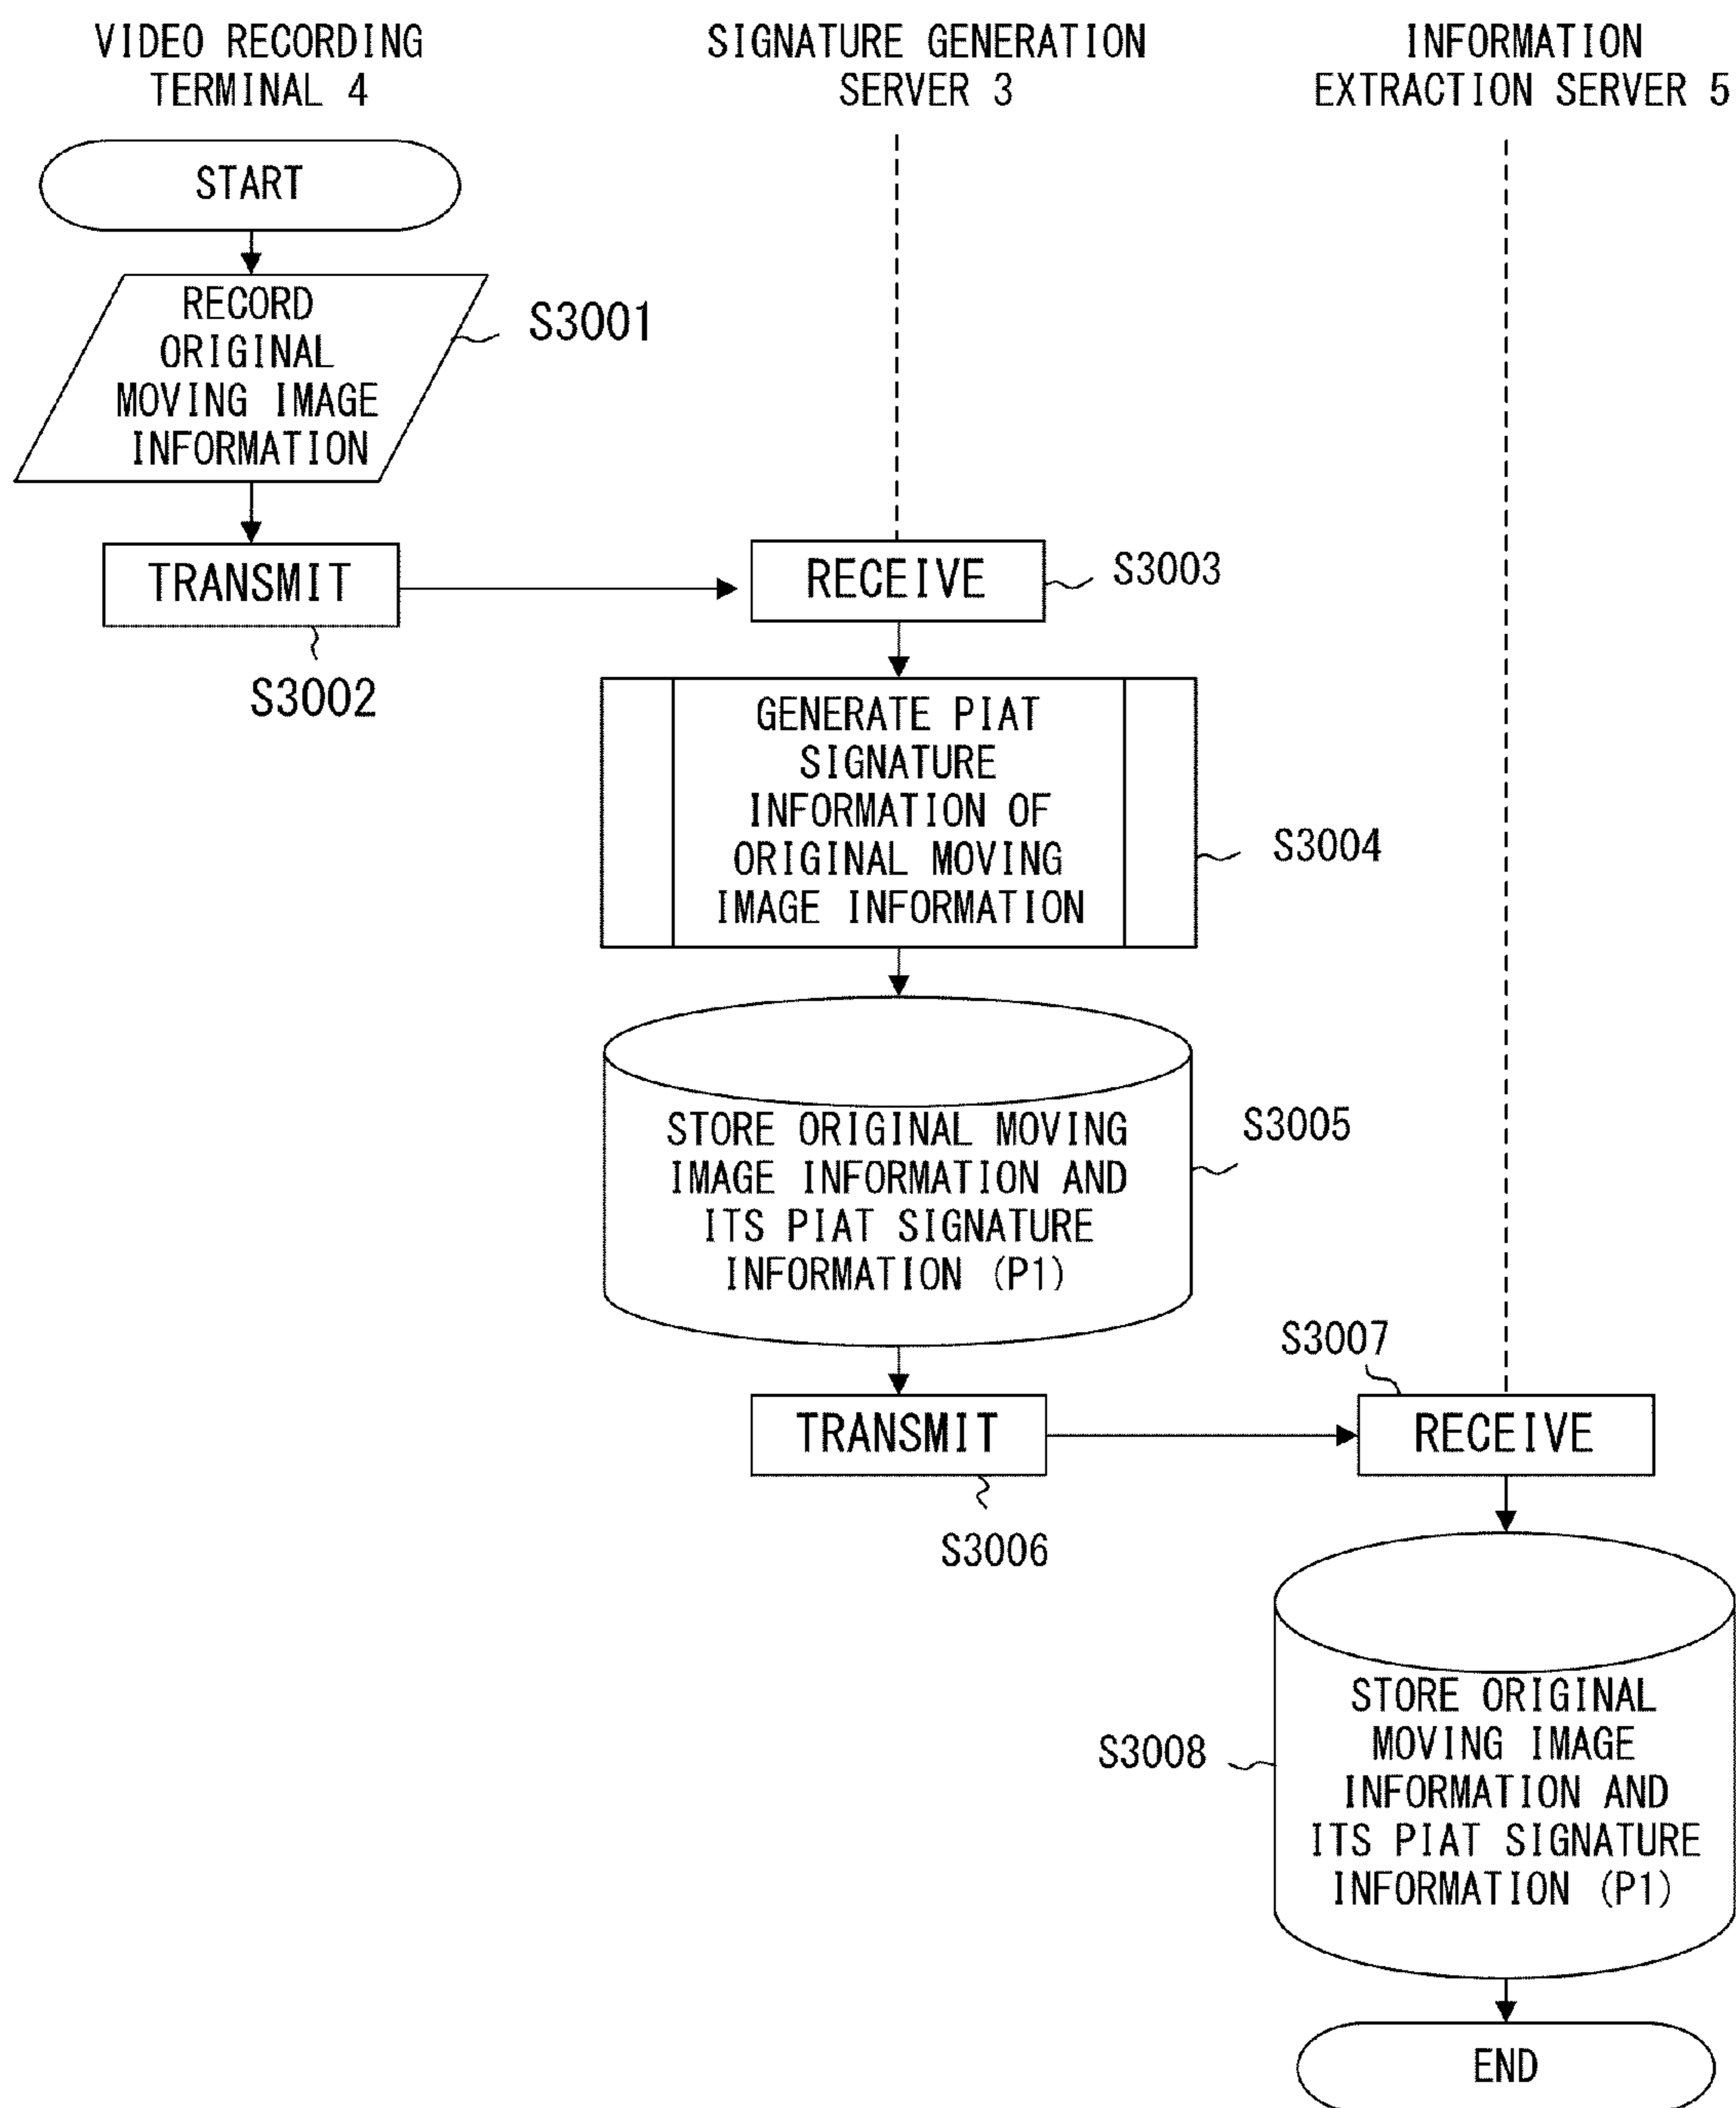 VIDEO RECORDING
TERMINAL 4
SIGNATURE GENERATION
SERVER 3
INFORMATION
EXTRACTION SERVER 5
START
RECORD
ORIGINAL
MOVING IMAGE
INFORMATION
S3001
TRANSMIT
S3002
RECEIVE
S3003
GENERATE PIAT
SIGNATURE
INFORMATION OF
ORIGINAL MOVING
IMAGE INFORMATION
S3004
STORE ORIGINAL MOVING
IMAGE INFORMATION AND
ITS PIAT SIGNATURE
INFORMATION (P1)
S3005
TRANSMIT
S3006
S3007
RECEIVE
STORE ORIGINAL
MOVING IMAGE
INFORMATION AND
ITS PIAT SIGNATURE
INFORMATION (P1)
S3008
END